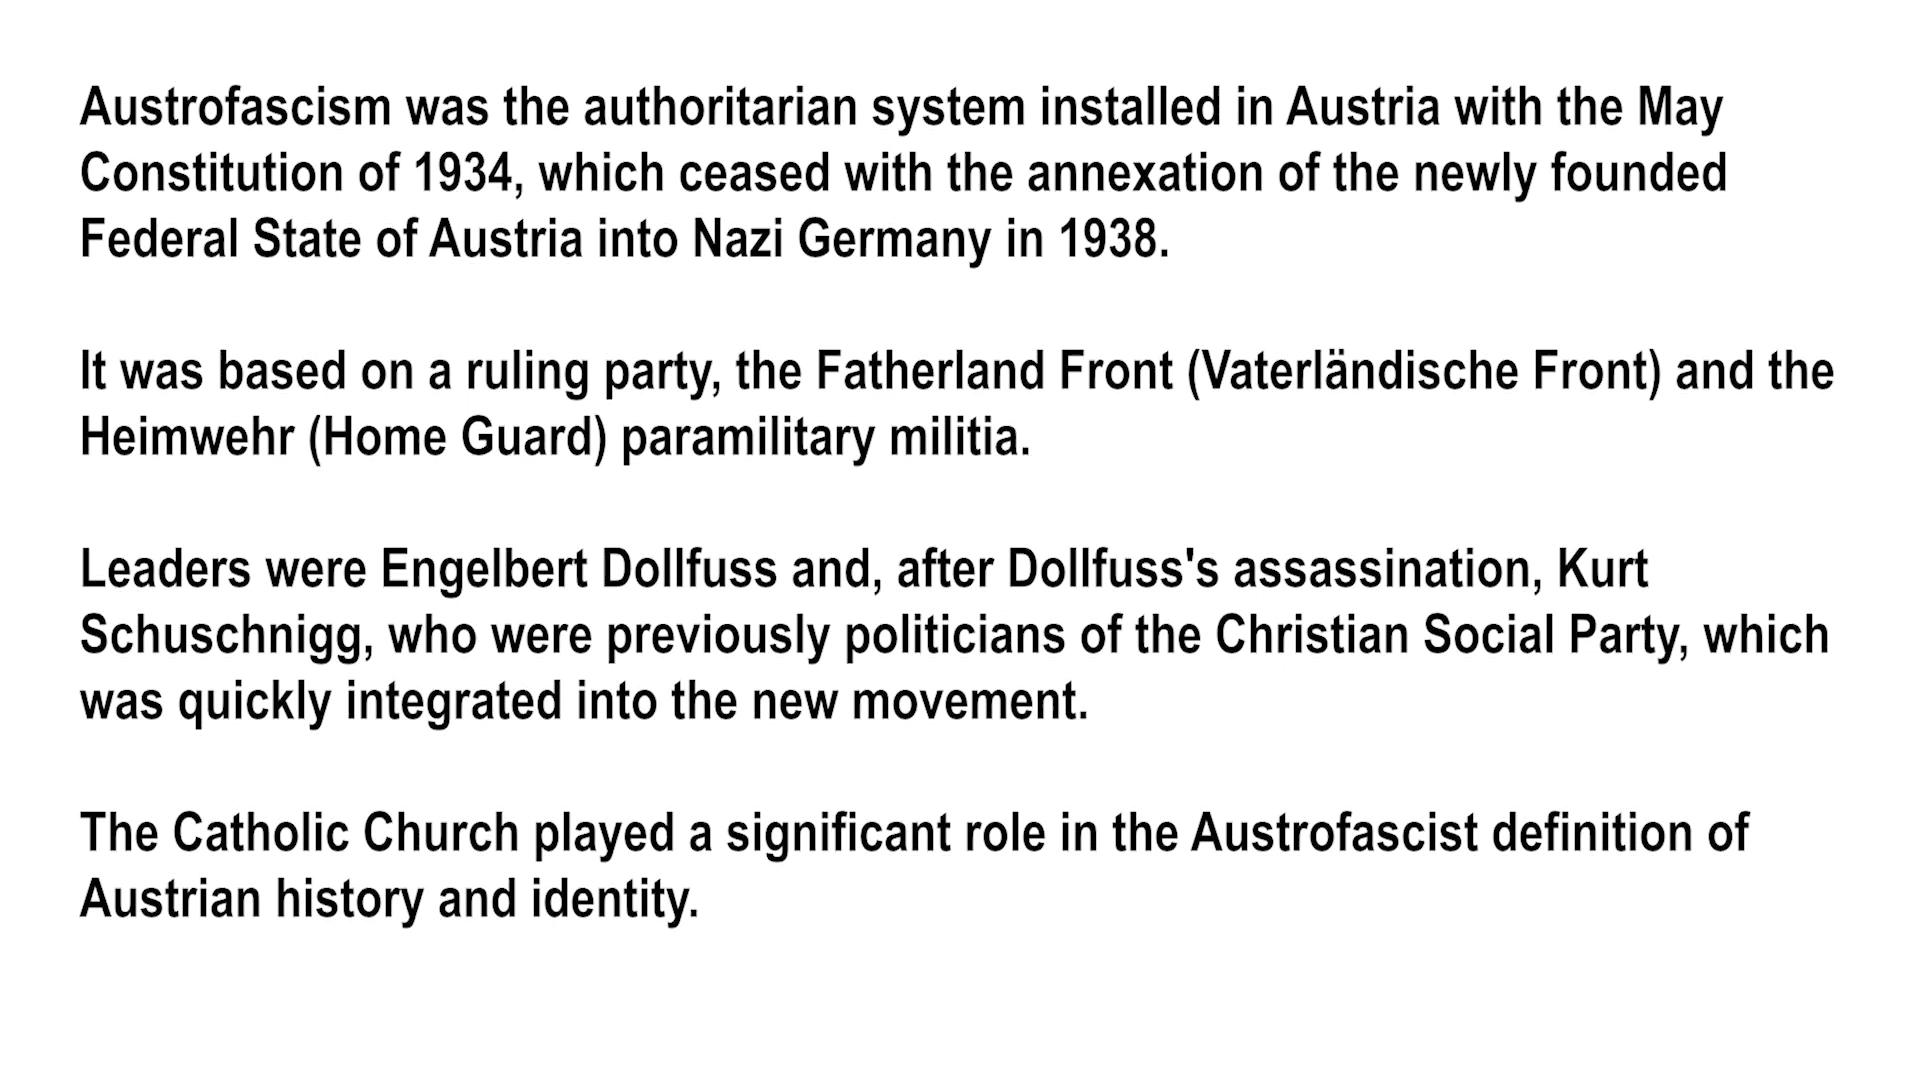 Austrofascism was the authoritarian system installed in Austria with the May
Constitution of 1934, which ceased with the annexation of the newly founded
Federal State of Austria into Nazi Germany in 1938.
It was based on a ruling party, the Fatherland Front (Vaterländische Front) and the
Heimwehr (Home Guard) paramilitary militia.
Leaders were Engelbert Dollfuss and, after Dollfuss's assassination, Kurt
Schuschnigg, who were previously politicians of the Christian Social Party, which
was quickly integrated into the new movement.
The Catholic Church played a significant role in the Austrofascist definition of
Austrian history and identity.